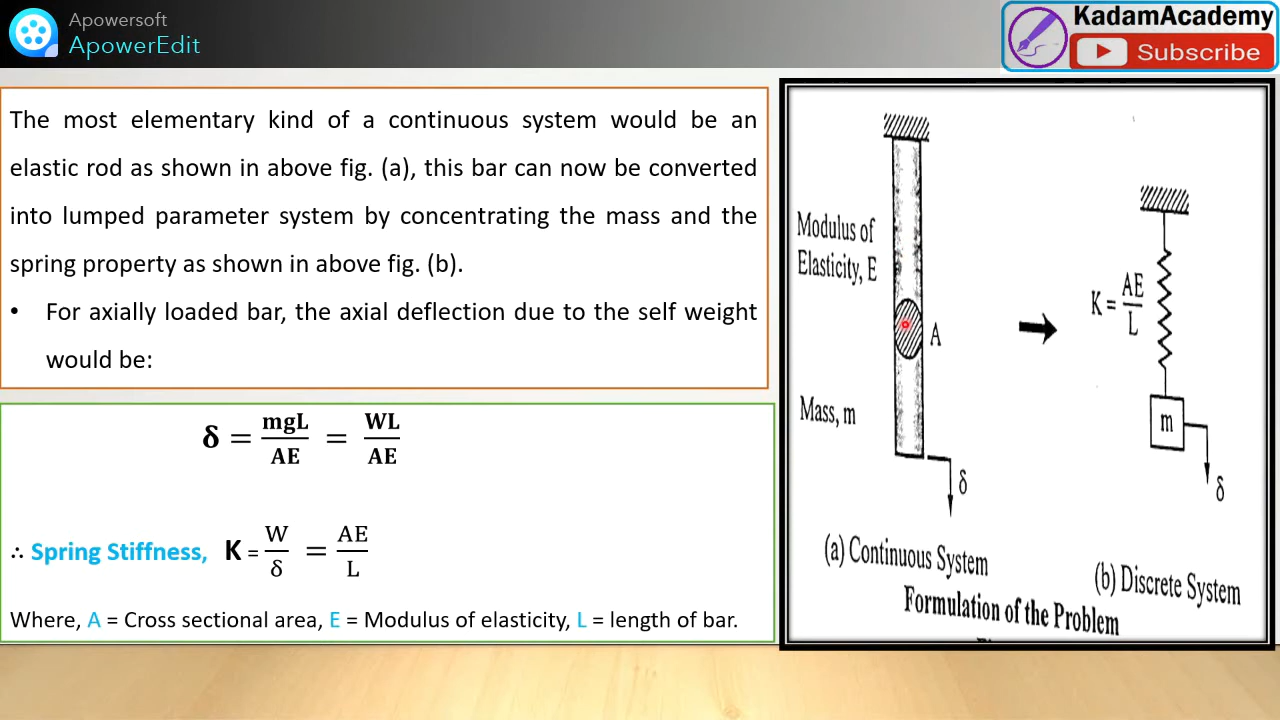 Apowersoft
ApowerEdit
KadamAcademy
Subscribe
The most elementary kind of a continuous system would be an
elastic rod as shown in above fig. (a), this bar can now be converted
into lumped parameter system by concentrating the mass and the
spring property as shown in above fig. (b).
• For axially loaded bar, the axial deflection due to the self weight
would be:
δ = mgL/AE = WL/AE
∴ Spring Stiffness, K = W/δ = AE/L
Where, A = Cross sectional area, E = Modulus of elasticity, L = length of bar.
Modulus of
Elasticity, E
A
Mass, m
δ
K = AE/L
m
δ
(a) Continuous System
(b) Discrete System
Formulation of the Problem